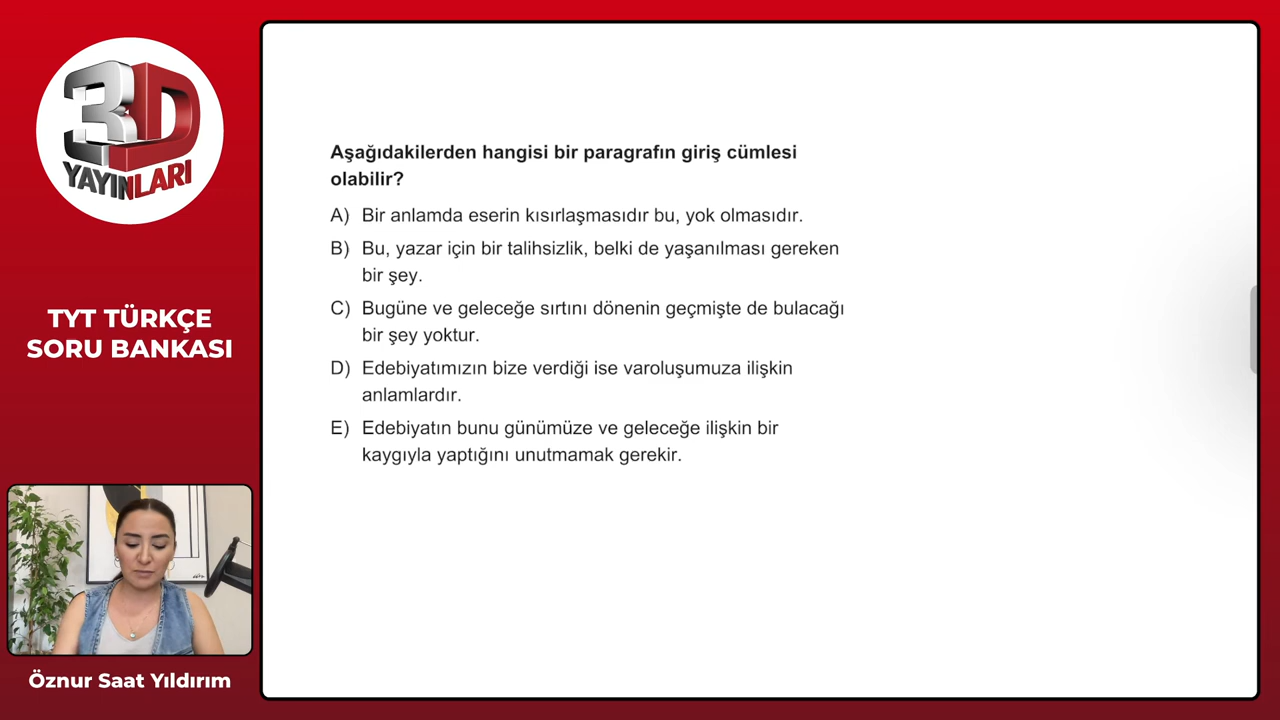 3D
YAYINLARI
TYT TÜRKÇE
SORU BANKASI
Öznur Saat Yıldırım
Aşağıdakilerden hangisi bir paragrafın giriş cümlesi
olabilir?
A) Bir anlamda eserin kısırlaşmasıdır bu, yok olmasıdır.
B) Bu, yazar için bir talihsizlik, belki de yaşanılması gereken
bir şey.
C) Bugüne ve geleceğe sırtını dönenin geçmişte de bulacağı
bir şey yoktur.
D) Edebiyatımızın bize verdiği ise varoluşumuza ilişkin
anlamlardır.
E) Edebiyatın bunu günümüze ve geleceğe ilişkin bir
kaygıyla yaptığını unutmamak gerekir.